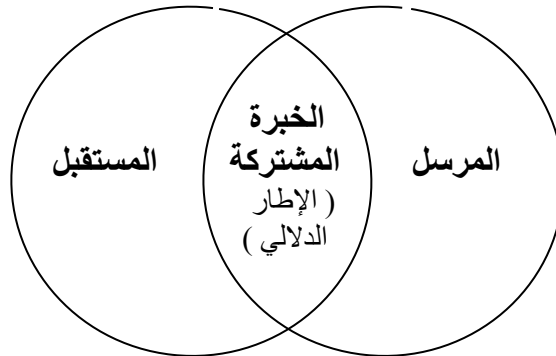 المرسل
الخبرة
المشتركة
( الإطار
الدلالي )
المستقبل